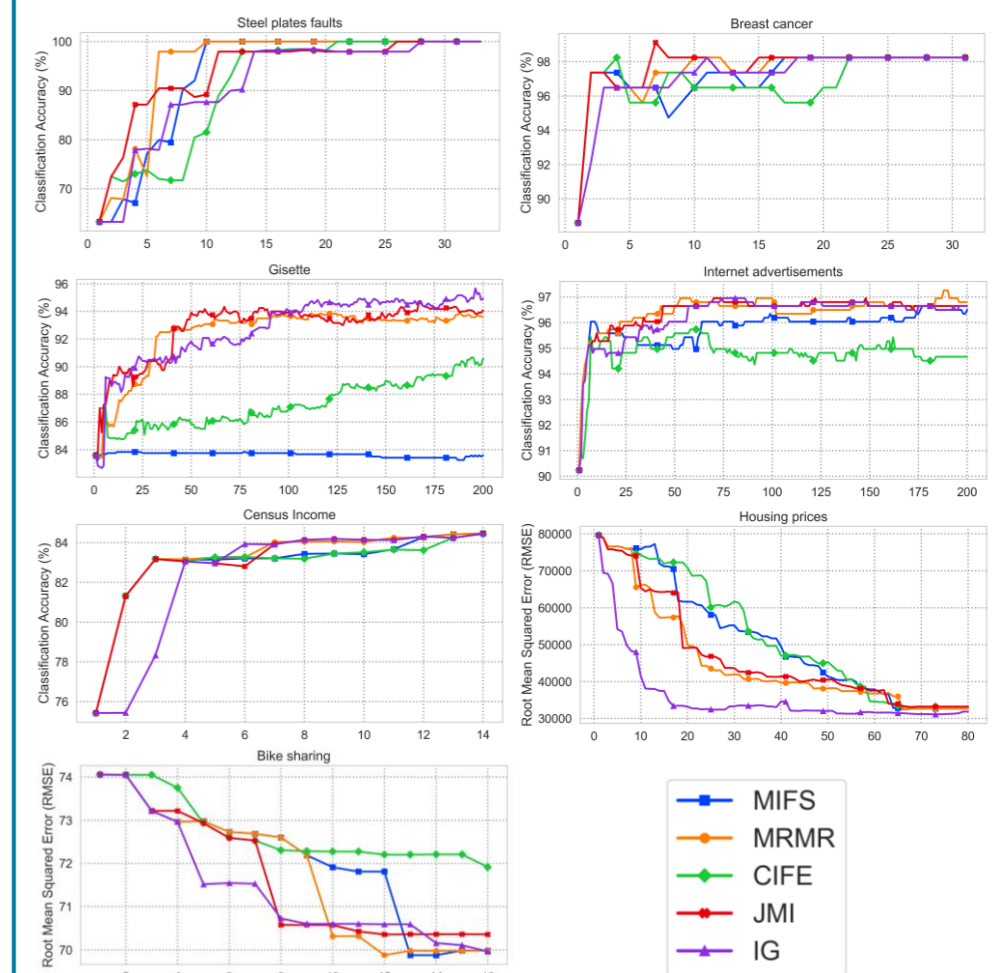 Steel plates faults
Classification Accuracy (%)
100
90
80
70
0 5 10 15 20 25 30
Breast cancer
Classification Accuracy (%)
98
96
94
92
90
0 5 10 15 20 25 30
Gisette
Classification Accuracy (%)
96
94
92
90
88
86
84
0 25 50 75 100 125 150 175 200
Internet advertisements
Classification Accuracy (%)
97
96
95
94
93
92
91
90
0 25 50 75 100 125 150 175 200
Census Income
Classification Accuracy (%)
84
82
80
78
76
2 4 6 8 10 12 14
Housing prices
Root Mean Squared Error (RMSE)
80000
70000
60000
50000
40000
30000
0 10 20 30 40 50 60 70 80
Bike sharing
Root Mean Squared Error (RMSE)
74
73
72
71
70
MIFS
MRMR
CIFE
JMI
IG